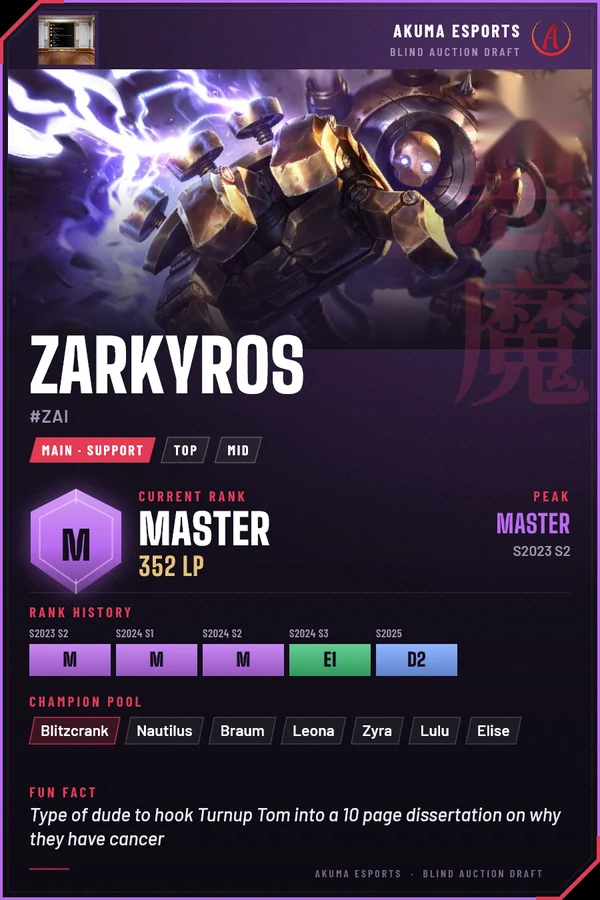 AKUMA ESPORTS
BLIND AUCTION DRAFT
悪
魔
ZARKYROS
#ZAI
MAIN · SUPPORT TOP MID
CURRENT RANK
MASTER
352 LP
PEAK
MASTER
S2023 S2
M
RANK HISTORY
S2023 S2 S2024 S1 S2024 S2 S2024 S3 S2025
M M M E1 D2
CHAMPION POOL
Blitzcrank Nautilus Braum Leona Zyra Lulu Elise
FUN FACT
Type of dude to hook Turnup Tom into a 10 page dissertation on why
they have cancer
AKUMA ESPORTS · BLIND AUCTION DRAFT